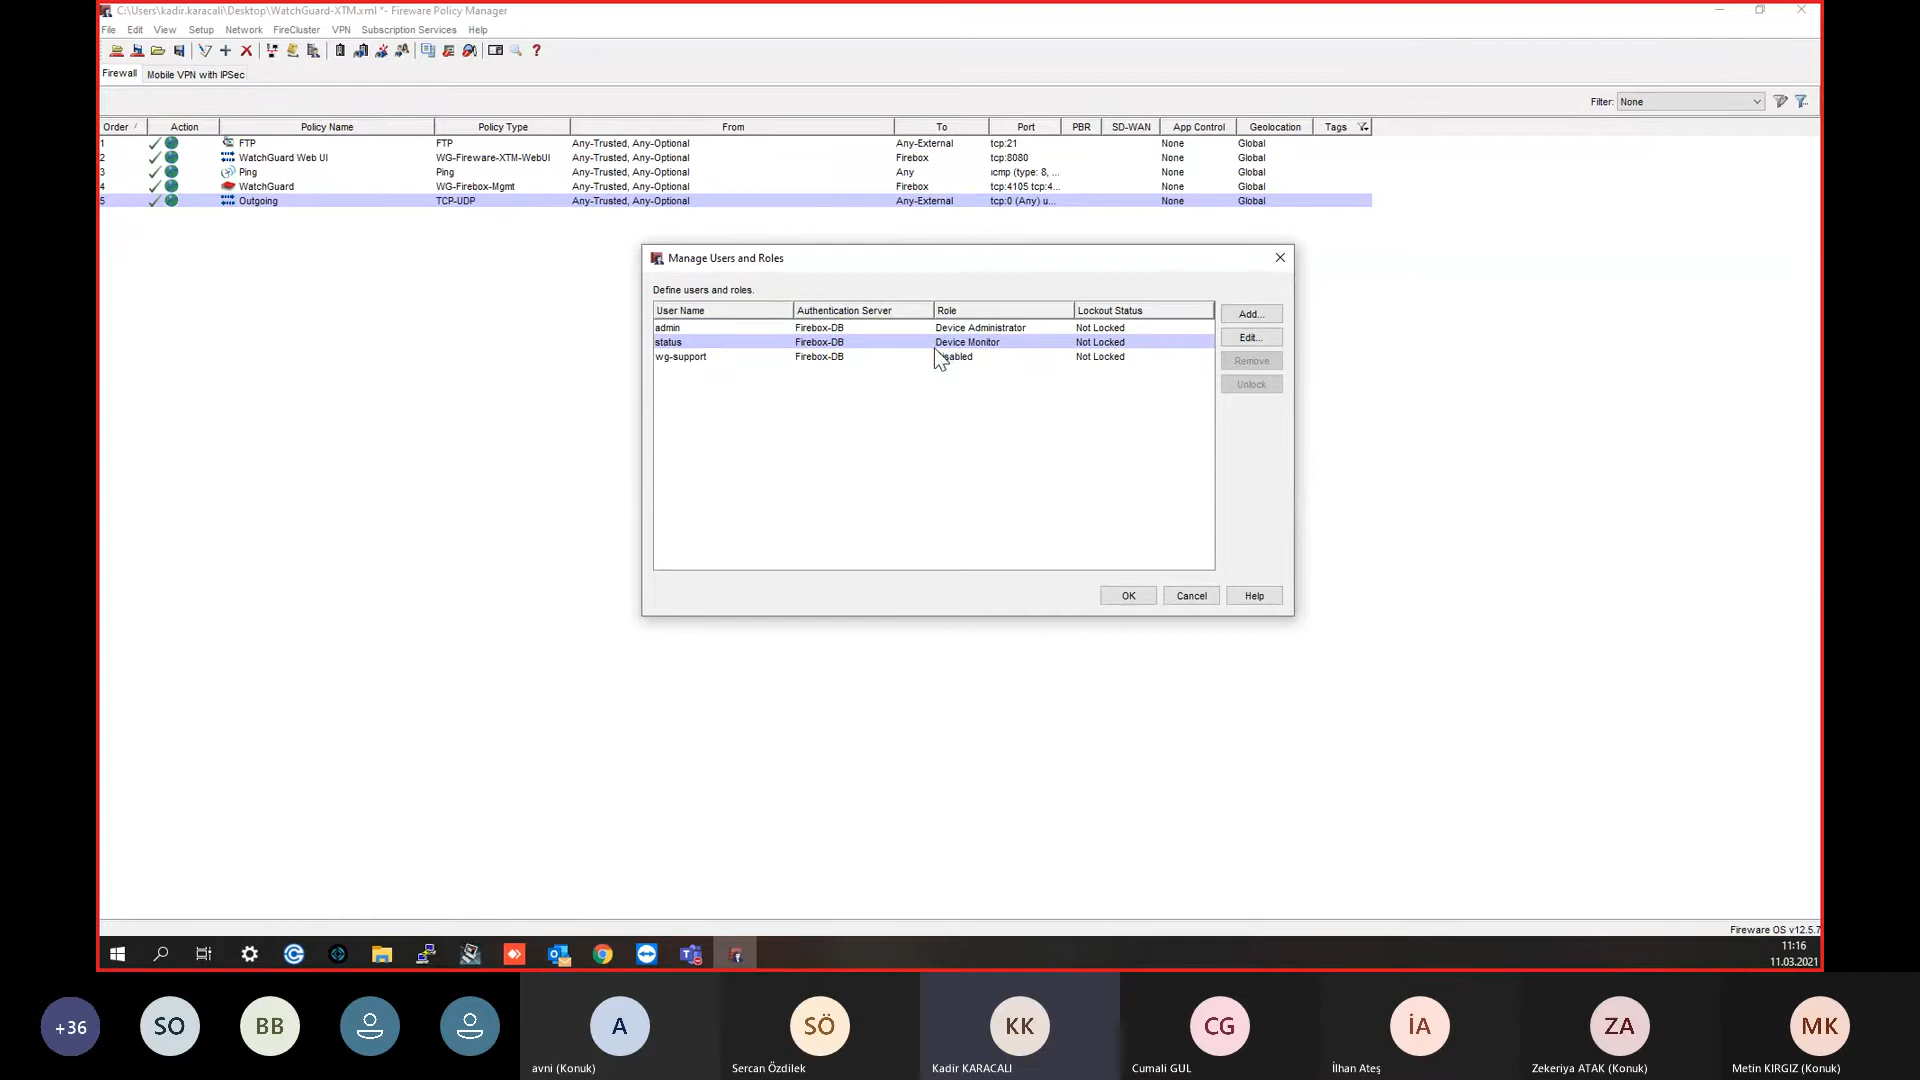 C:\Users\kadir.karacali\Desktop\WatchGuard-XTM.xml *- Fireware Policy Manager
File Edit View Setup Network FireCluster VPN Subscription Services Help
Firewall Mobile VPN with IPSec
Filter: None
Order Action Policy Name Policy Type From To Port PBR SD-WAN App Control Geolocation Tags
1 FTP FTP Any-Trusted, Any-Optional Any-External tcp:21 None Global
2 WatchGuard Web UI WG-Fireware-XTM-WebUI Any-Trusted, Any-Optional Firebox tcp:8080 None Global
3 Ping Ping Any-Trusted, Any-Optional Any icmp (type: 8, ... None Global
4 WatchGuard WG-Firebox-Mgmt Any-Trusted, Any-Optional Firebox tcp:4105 tcp:4... None Global
5 Outgoing TCP-UDP Any-Trusted, Any-Optional Any-External tcp:0 (Any) u... None Global
Manage Users and Roles
Define users and roles.
User Name Authentication Server Role Lockout Status
admin Firebox-DB Device Administrator Not Locked
status Firebox-DB Device Monitor Not Locked
wg-support Firebox-DB Disabled Not Locked
Add...
Edit...
Remove
Unlock
OK Cancel Help
Fireware OS v12.5.7
11:16
11.03.2021
+36 SO BB A SÖ KK CG İA ZA MK
avni (Konuk) Sercan Özdilek Kadir KARACALI Cumali GUL İlhan Ateş Zekeriya ATAK (Konuk) Metin KIRGIZ (Konuk)